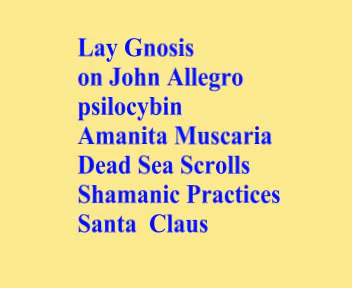 Lay Gnosis
on John Allegro
psilocybin
Amanita Muscaria
Dead Sea Scrolls
Shamanic Practices
Santa  Claus